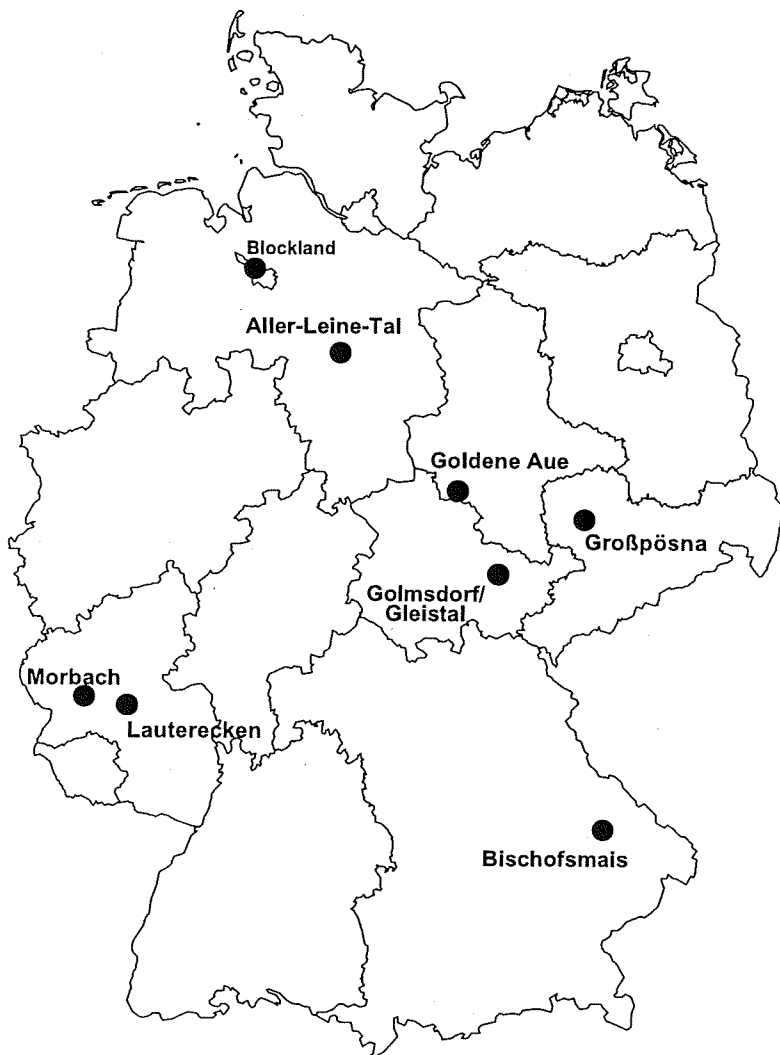 Blockland
Aller-Leine-Tal
Goldene Aue
Großpösna
Golmsdorf/
Gleistal
Morbach
Lauterecken
Bischofsmais